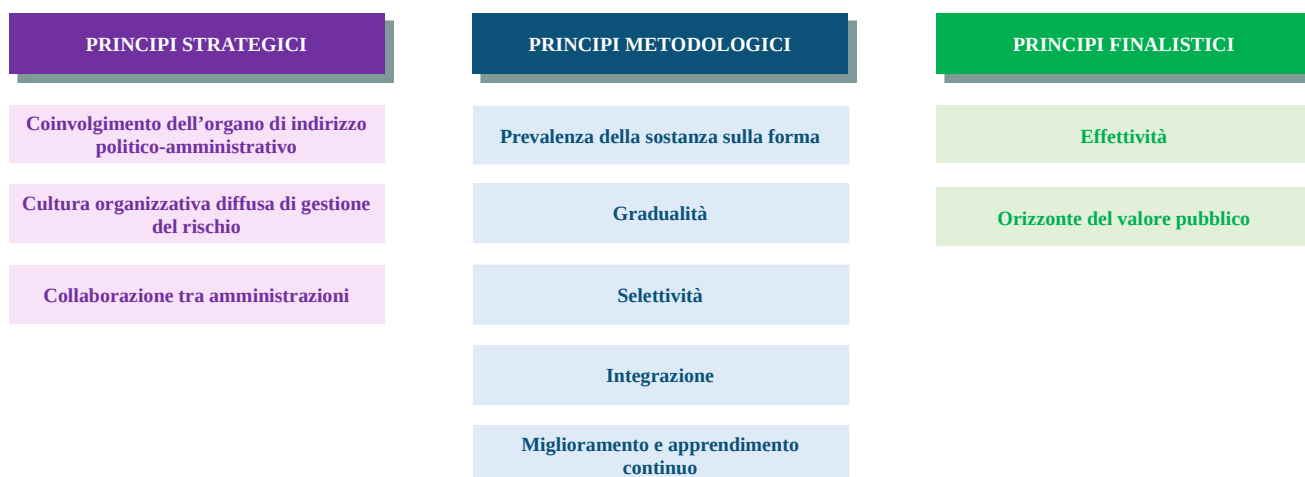 PRINCIPI STRATEGICI
Coinvolgimento dell’organo di indirizzo
politico-amministrativo
Cultura organizzativa diffusa di gestione
del rischio
Collaborazione tra amministrazioni
PRINCIPI METODOLOGICI
Prevalenza della sostanza sulla forma
Gradualità
Selettività
Integrazione
Miglioramento e apprendimento
continuo
PRINCIPI FINALISTICI
Effettività
Orizzonte del valore pubblico